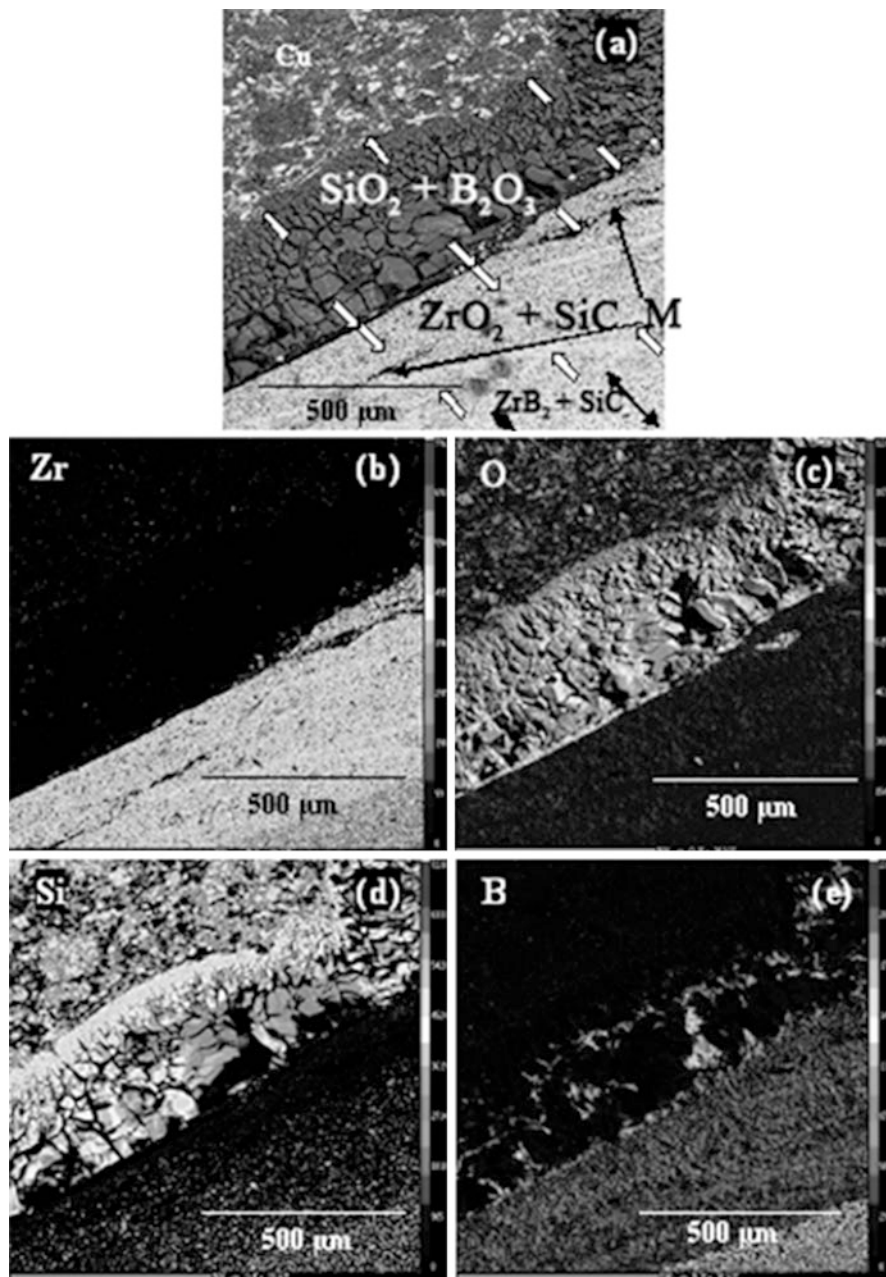 (a)
Cu
SiO₂ + B₂O₃
ZrO₂ + SiC M
ZrB₂ + SiC
500 μm
Zr (b)
500 μm
O (c)
500 μm
Si (d)
500 μm
B (e)
500 μm